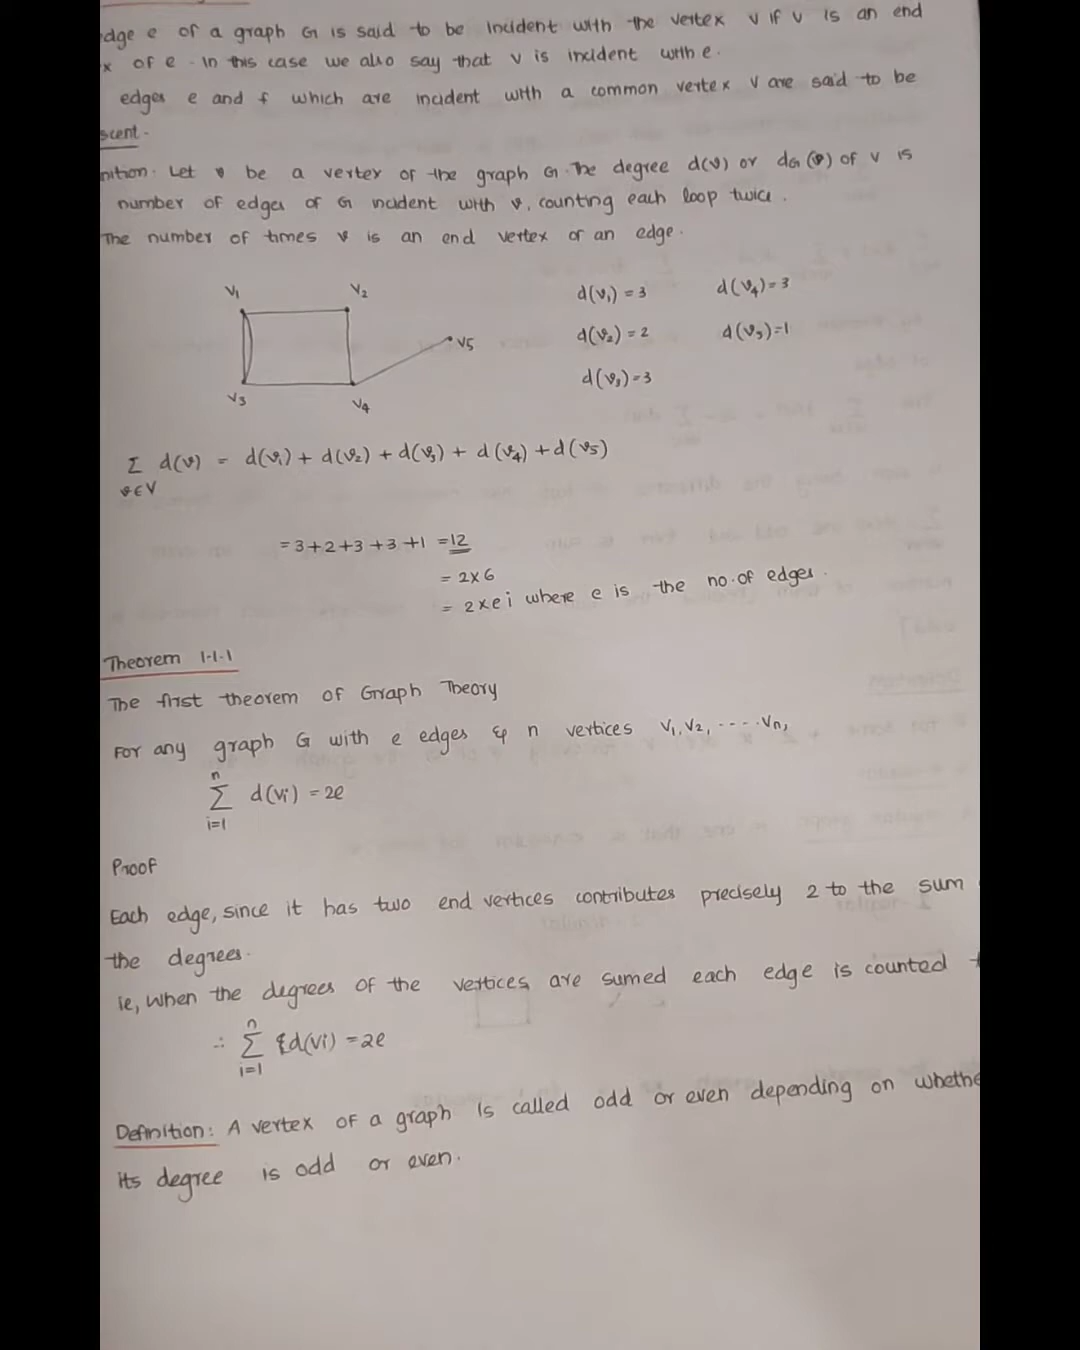 dge e of a graph G is said to be incident with the vertex v if v is an end
x of e. In this case we also say that v is incident with e.
edges e and f which are incident with a common vertex v are said to be
scent.
nition. Let v be a vertex of the graph G. The degree d(v) or dG(v) of v is
number of edges of G incident with v, counting each loop twice.
The number of times v is an end vertex of an edge.
V1 V2
V3 V4 V5
d(v1) = 3 d(v4) = 3
d(v2) = 2 d(v5) = 1
d(v3) = 3
Σ d(v) = d(v1) + d(v2) + d(v3) + d(v4) + d(v5)
v∈V
= 3+2+3+3+1 = 12
= 2×6
= 2×e ; where e is the no. of edges.
Theorem 1.1.1
The first theorem of Graph Theory
For any graph G with e edges & n vertices V1, V2, ---- Vn,
n
Σ d(vi) = 2e
i=1
Proof
Each edge, since it has two end vertices contributes precisely 2 to the sum
the degrees.
ie, when the degrees of the vertices are sumed each edge is counted t
n
∴ Σ d(vi) = 2e
i=1
Definition: A vertex of a graph is called odd or even depending on whethe
its degree is odd or even.